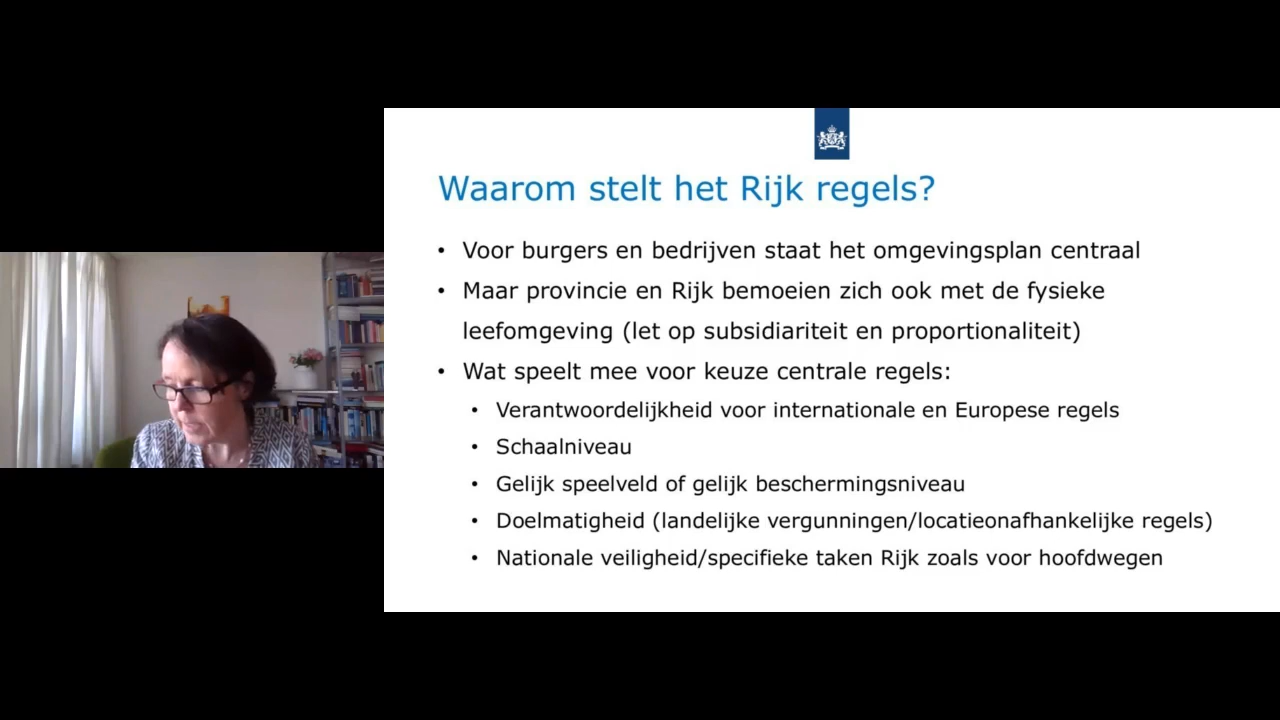 Waarom stelt het Rijk regels?
• Voor burgers en bedrijven staat het omgevingsplan centraal
• Maar provincie en Rijk bemoeien zich ook met de fysieke
leefomgeving (let op subsidiariteit en proportionaliteit)
• Wat speelt mee voor keuze centrale regels:
• Verantwoordelijkheid voor internationale en Europese regels
• Schaalniveau
• Gelijk speelveld of gelijk beschermingsniveau
• Doelmatigheid (landelijke vergunningen/locatieonafhankelijke regels)
• Nationale veiligheid/specifieke taken Rijk zoals voor hoofdwegen